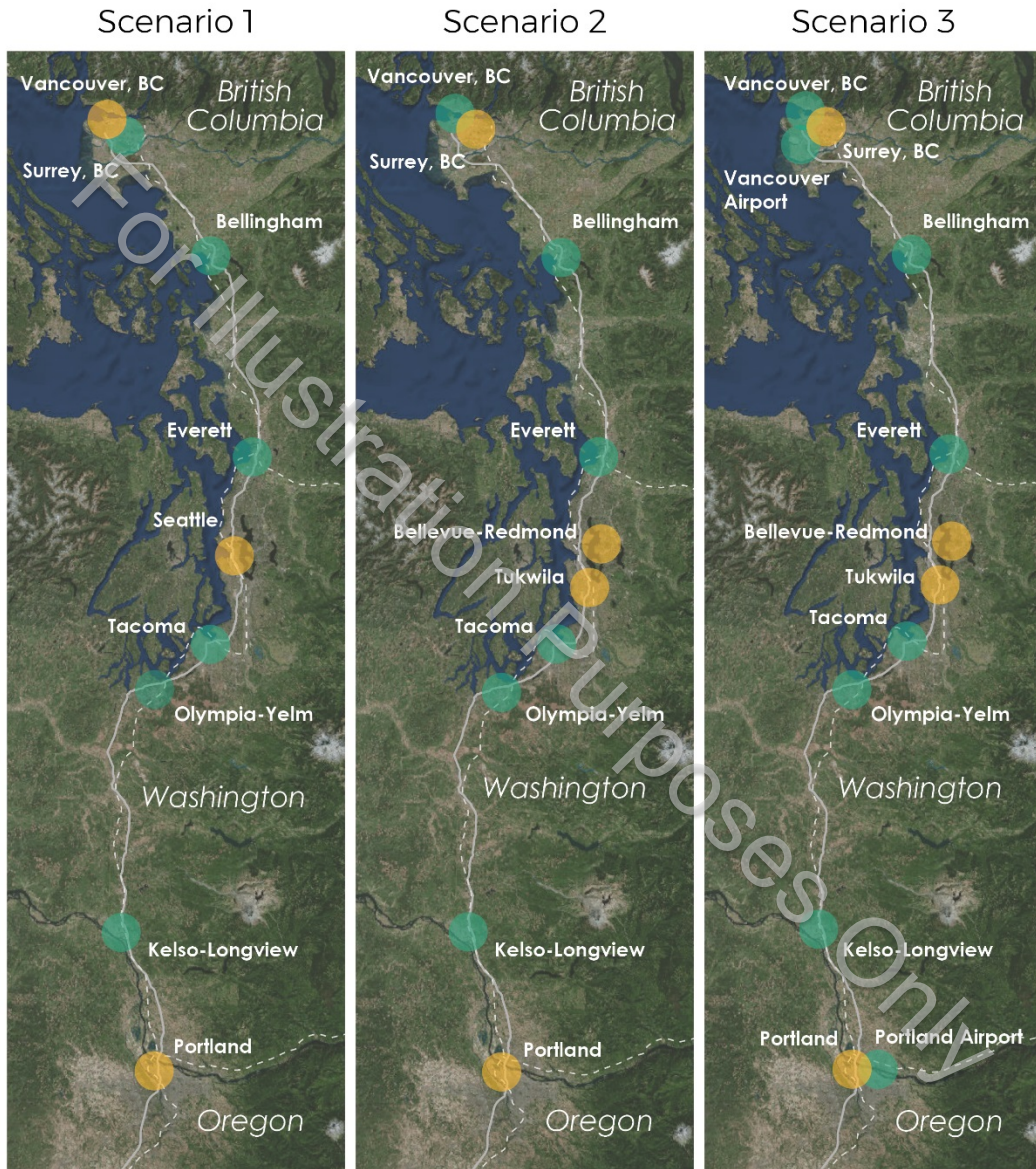 Scenario 1
Vancouver, BC
British
Columbia
Surrey, BC
Bellingham
Everett
Seattle
Tacoma
Olympia-Yelm
Washington
Kelso-Longview
Portland
Oregon
Scenario 2
Vancouver, BC
British
Columbia
Surrey, BC
Bellingham
Everett
Bellevue-Redmond
Tukwila
Tacoma
Olympia-Yelm
Washington
Kelso-Longview
Portland
Oregon
Scenario 3
Vancouver, BC
British
Columbia
Surrey, BC
Vancouver
Airport
Bellingham
Everett
Bellevue-Redmond
Tukwila
Tacoma
Olympia-Yelm
Washington
Kelso-Longview
Portland
Portland Airport
Oregon
For Illustration Purposes Only